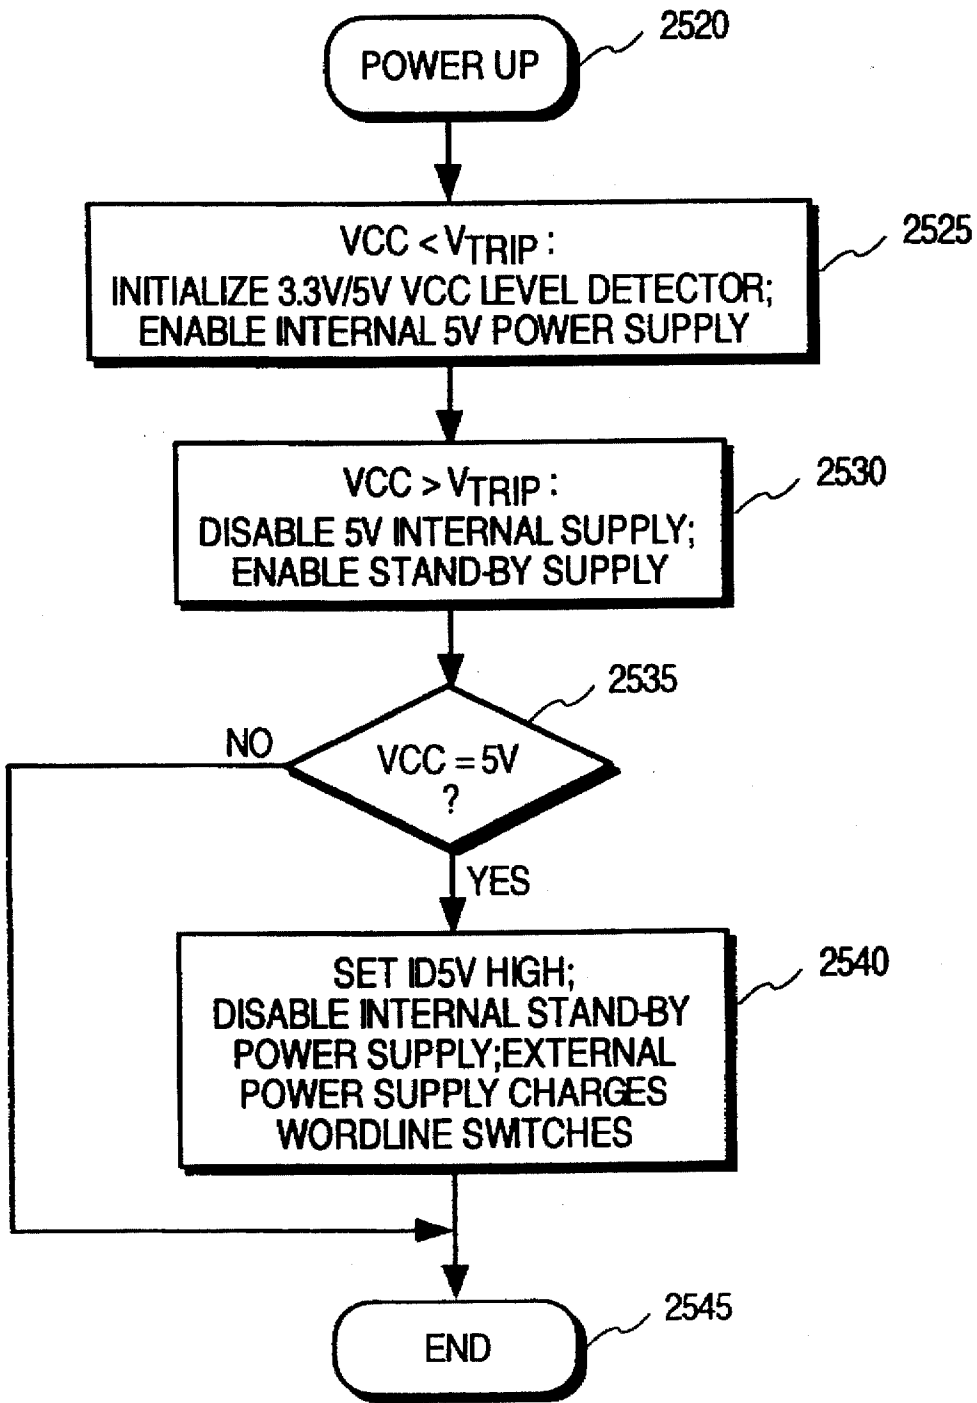 POWER UP
2520
VCC < VTRIP :
INITIALIZE 3.3V/5V VCC LEVEL DETECTOR;
ENABLE INTERNAL 5V POWER SUPPLY
2525
VCC > VTRIP :
DISABLE 5V INTERNAL SUPPLY;
ENABLE STAND-BY SUPPLY
2530
VCC = 5V
?
2535
NO
YES
SET ID5V HIGH;
DISABLE INTERNAL STAND-BY
POWER SUPPLY;EXTERNAL
POWER SUPPLY CHARGES
WORDLINE SWITCHES
2540
END
2545